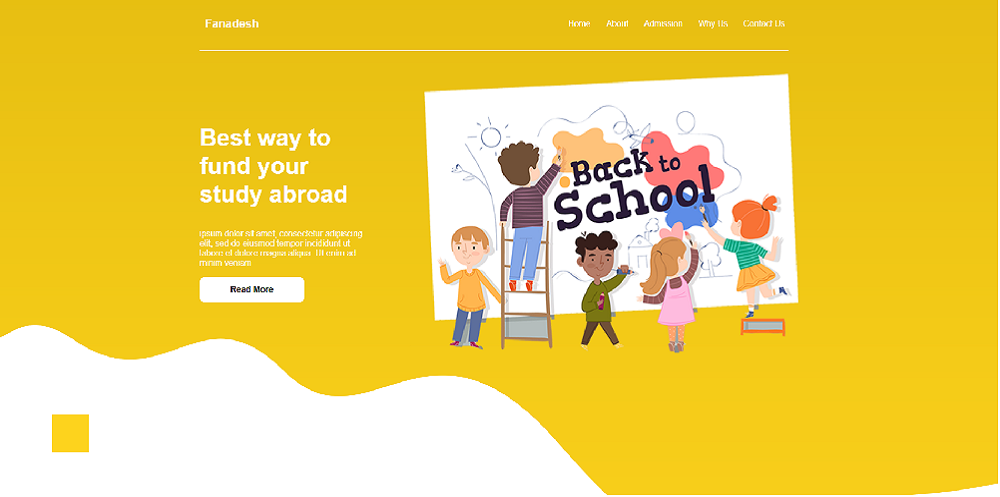 Fanadesh
Home About Admission Why Us Contact Us
Best way to
fund your
study abroad
ipsum dolor sit amet, consectetur adipiscing
elit, sed do eiusmod tempor incididunt ut
labore et dolore magna aliqua. Ut enim ad
minim veniam
Read More
Back to
School